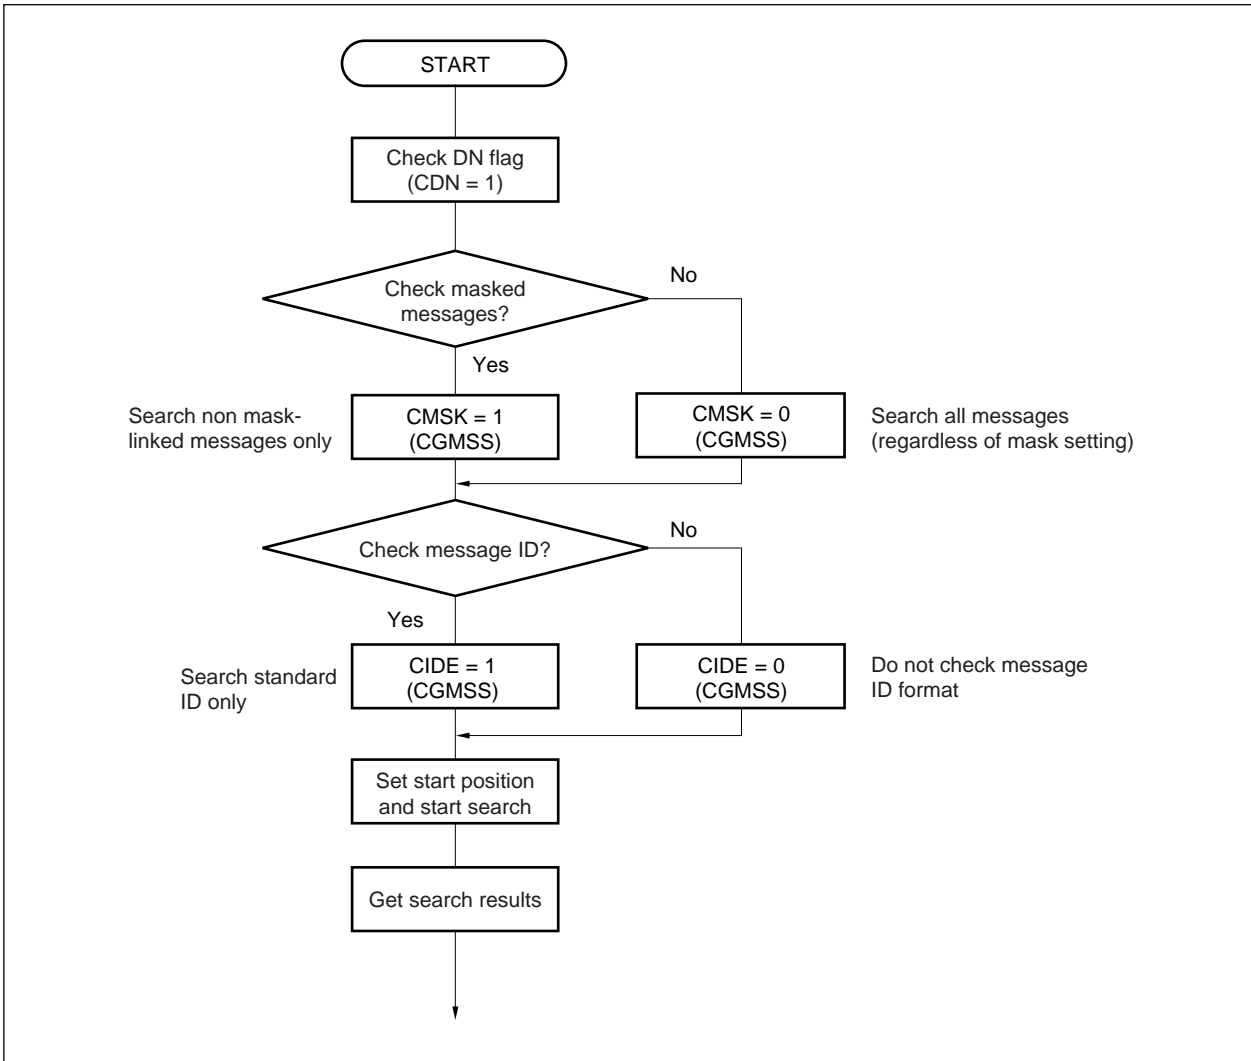 START
Check DN flag
(CDN = 1)
Check masked
messages?
No
Yes
Search non mask-
linked messages only
CMSK = 1
(CGMSS)
CMSK = 0
(CGMSS)
Search all messages
(regardless of mask setting)
Check message ID?
No
Yes
Search standard
ID only
CIDE = 1
(CGMSS)
CIDE = 0
(CGMSS)
Do not check message
ID format
Set start position
and start search
Get search results